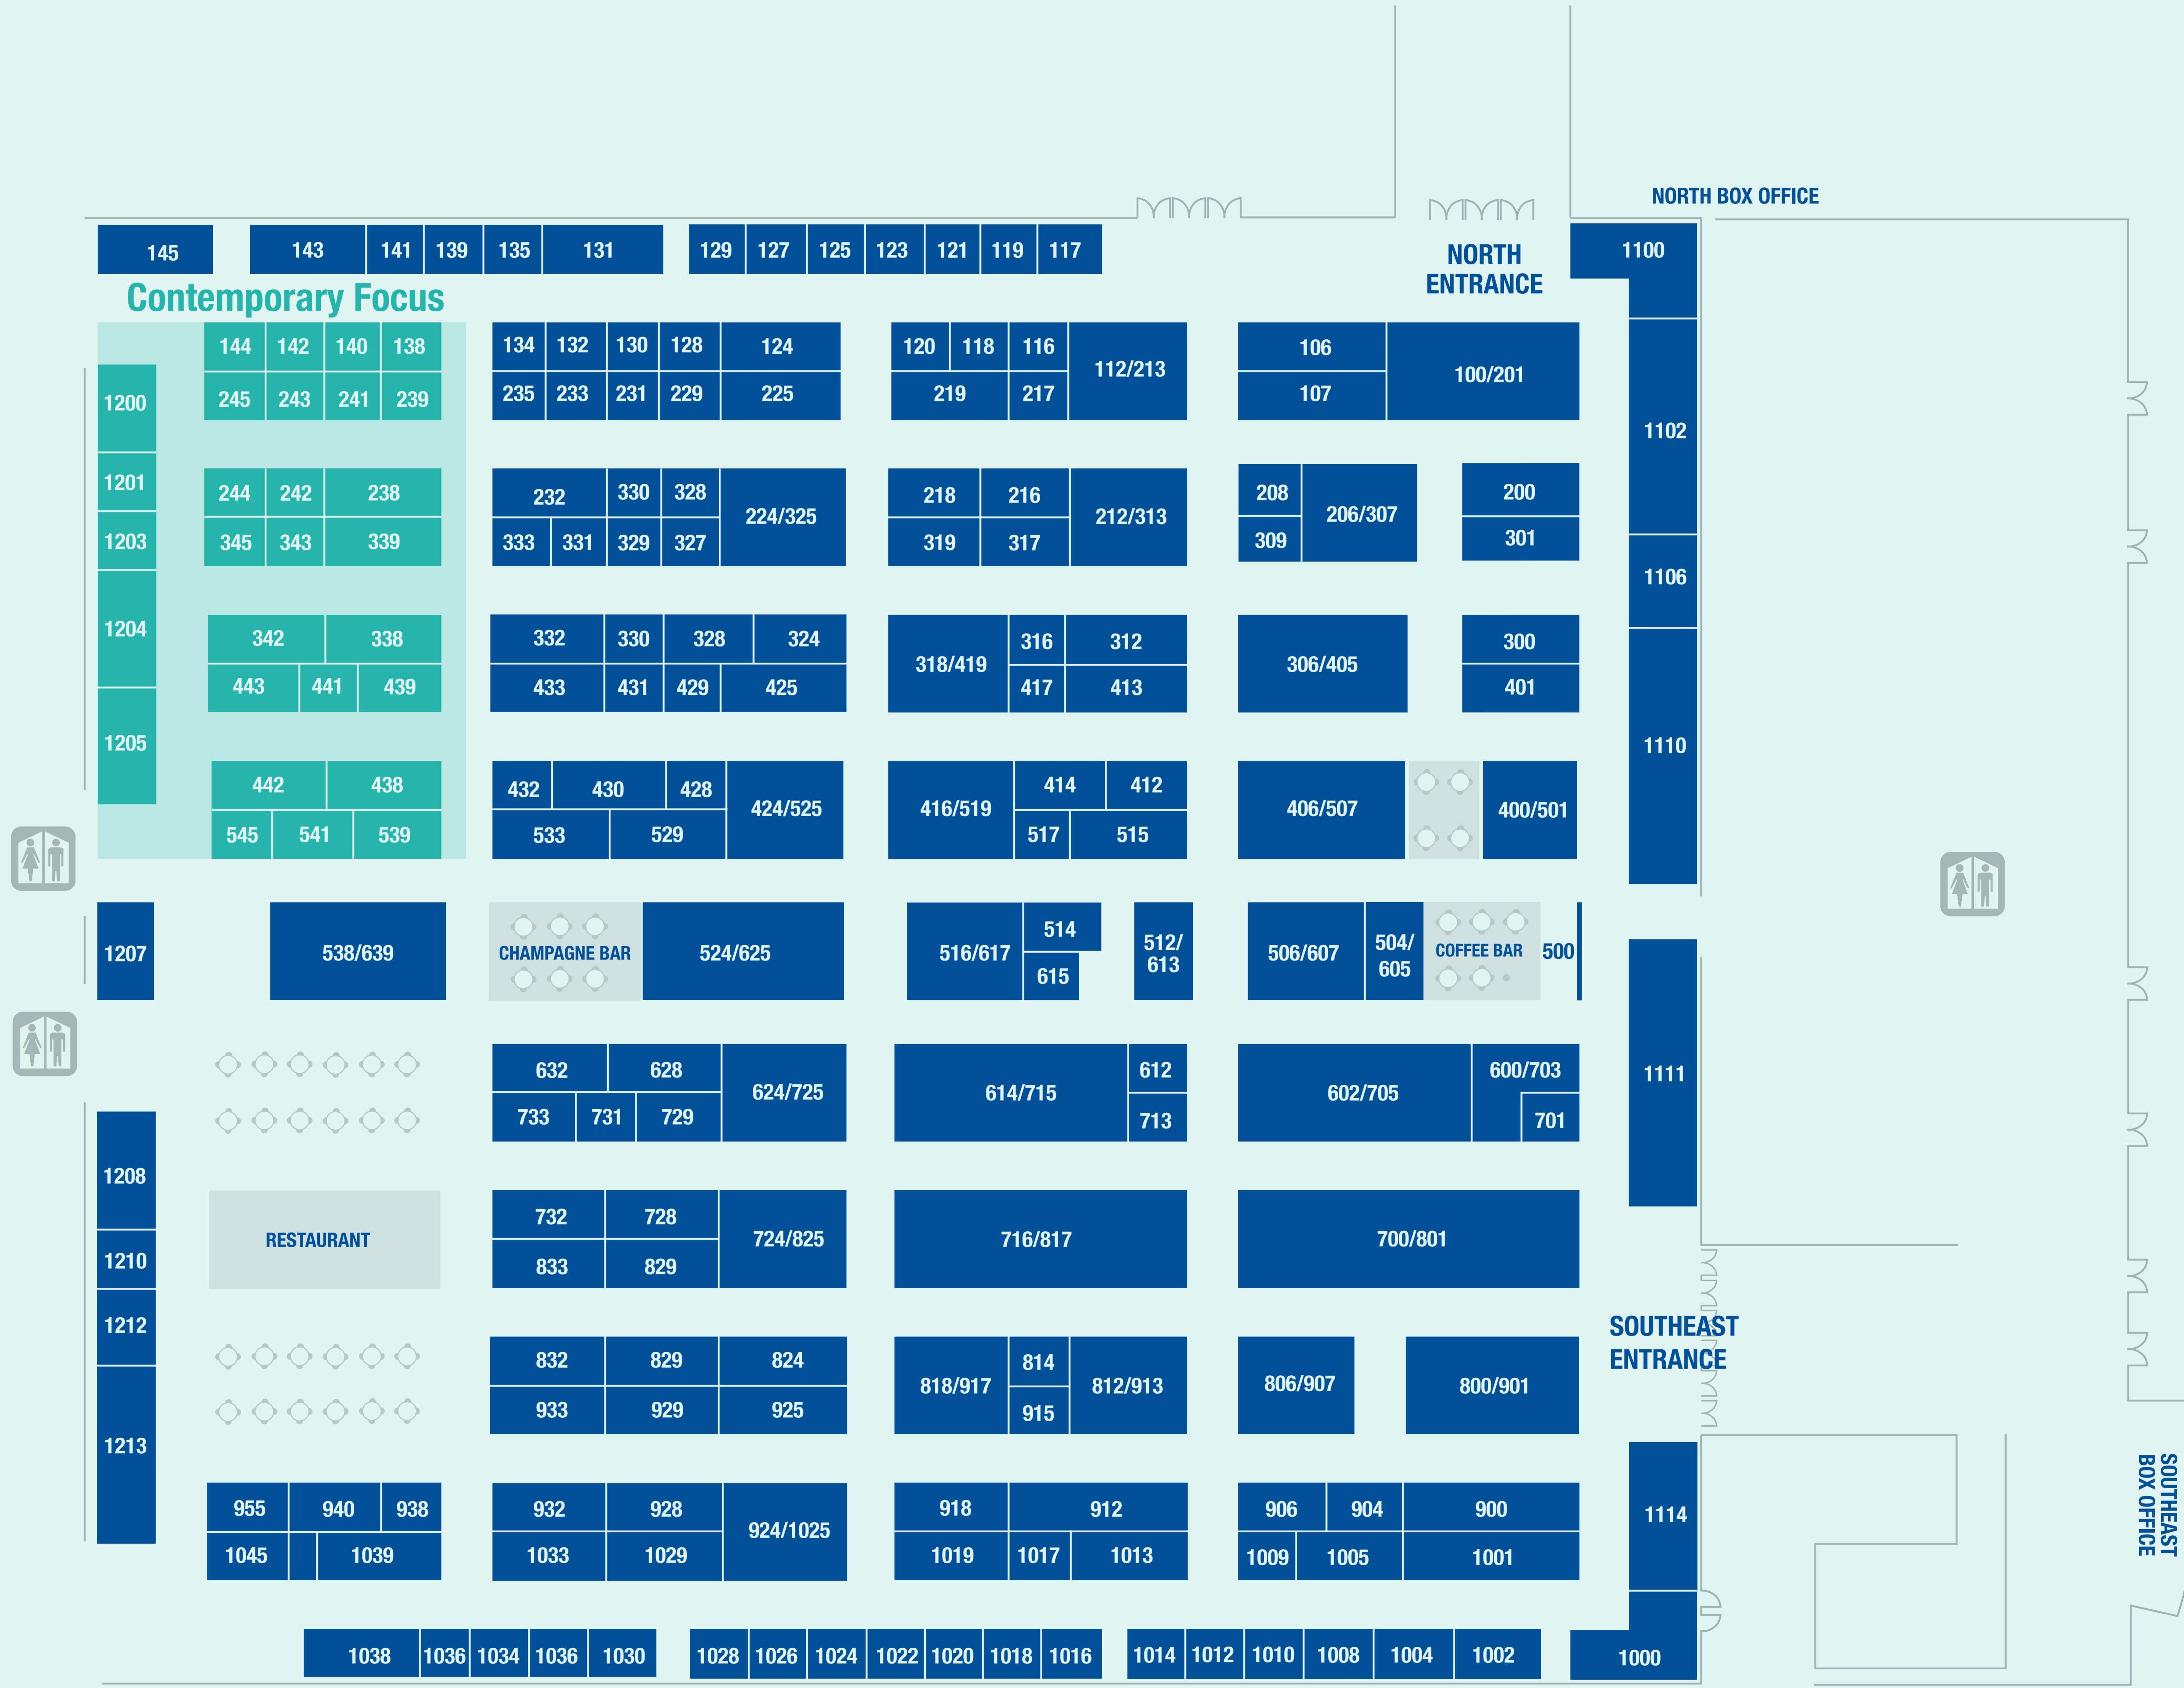 NORTH BOX OFFICE
145 143 141 139 135 131 129 127 125 123 121 119 117
NORTH
ENTRANCE
1100
Contemporary Focus
144 142 140 138 134 132 130 128 124 120 118 116 112/213 106 100/201
1200 245 243 241 239 235 233 231 229 225 219 217 107
1102
1201 244 242 238 232 330 328 224/325 218 216 212/313 208 206/307 200
1203 345 343 339 333 331 329 327 319 317 309 301
1106
1204 342 338 332 330 328 324 318/419 316 312 306/405 300
443 441 439 433 431 429 425 417 413 401
1205 1110
442 438 432 430 428 424/525 416/519 414 412 406/507 400/501
545 541 539 533 529 517 515
1207 538/639 CHAMPAGNE BAR 524/625 516/617 514 512/
613 506/607 504/
605 COFFEE BAR 500
615
632 628 624/725 614/715 612 602/705 600/703 1111
733 731 729 713 701
1208
732 728 724/825 716/817 700/801
RESTAURANT
1210 833 829
1212
SOUTHEAST
ENTRANCE
832 829 824 818/917 814 812/913 806/907 800/901
933 929 925 915
1213
955 940 938 932 928 924/1025 918 912 906 904 900 1114
1045 1039 1033 1029 1019 1017 1013 1009 1005 1001
SOUTHEAST
BOX OFFICE
1038 1036 1034 1036 1030 1028 1026 1024 1022 1020 1018 1016 1014 1012 1010 1008 1004 1002 1000